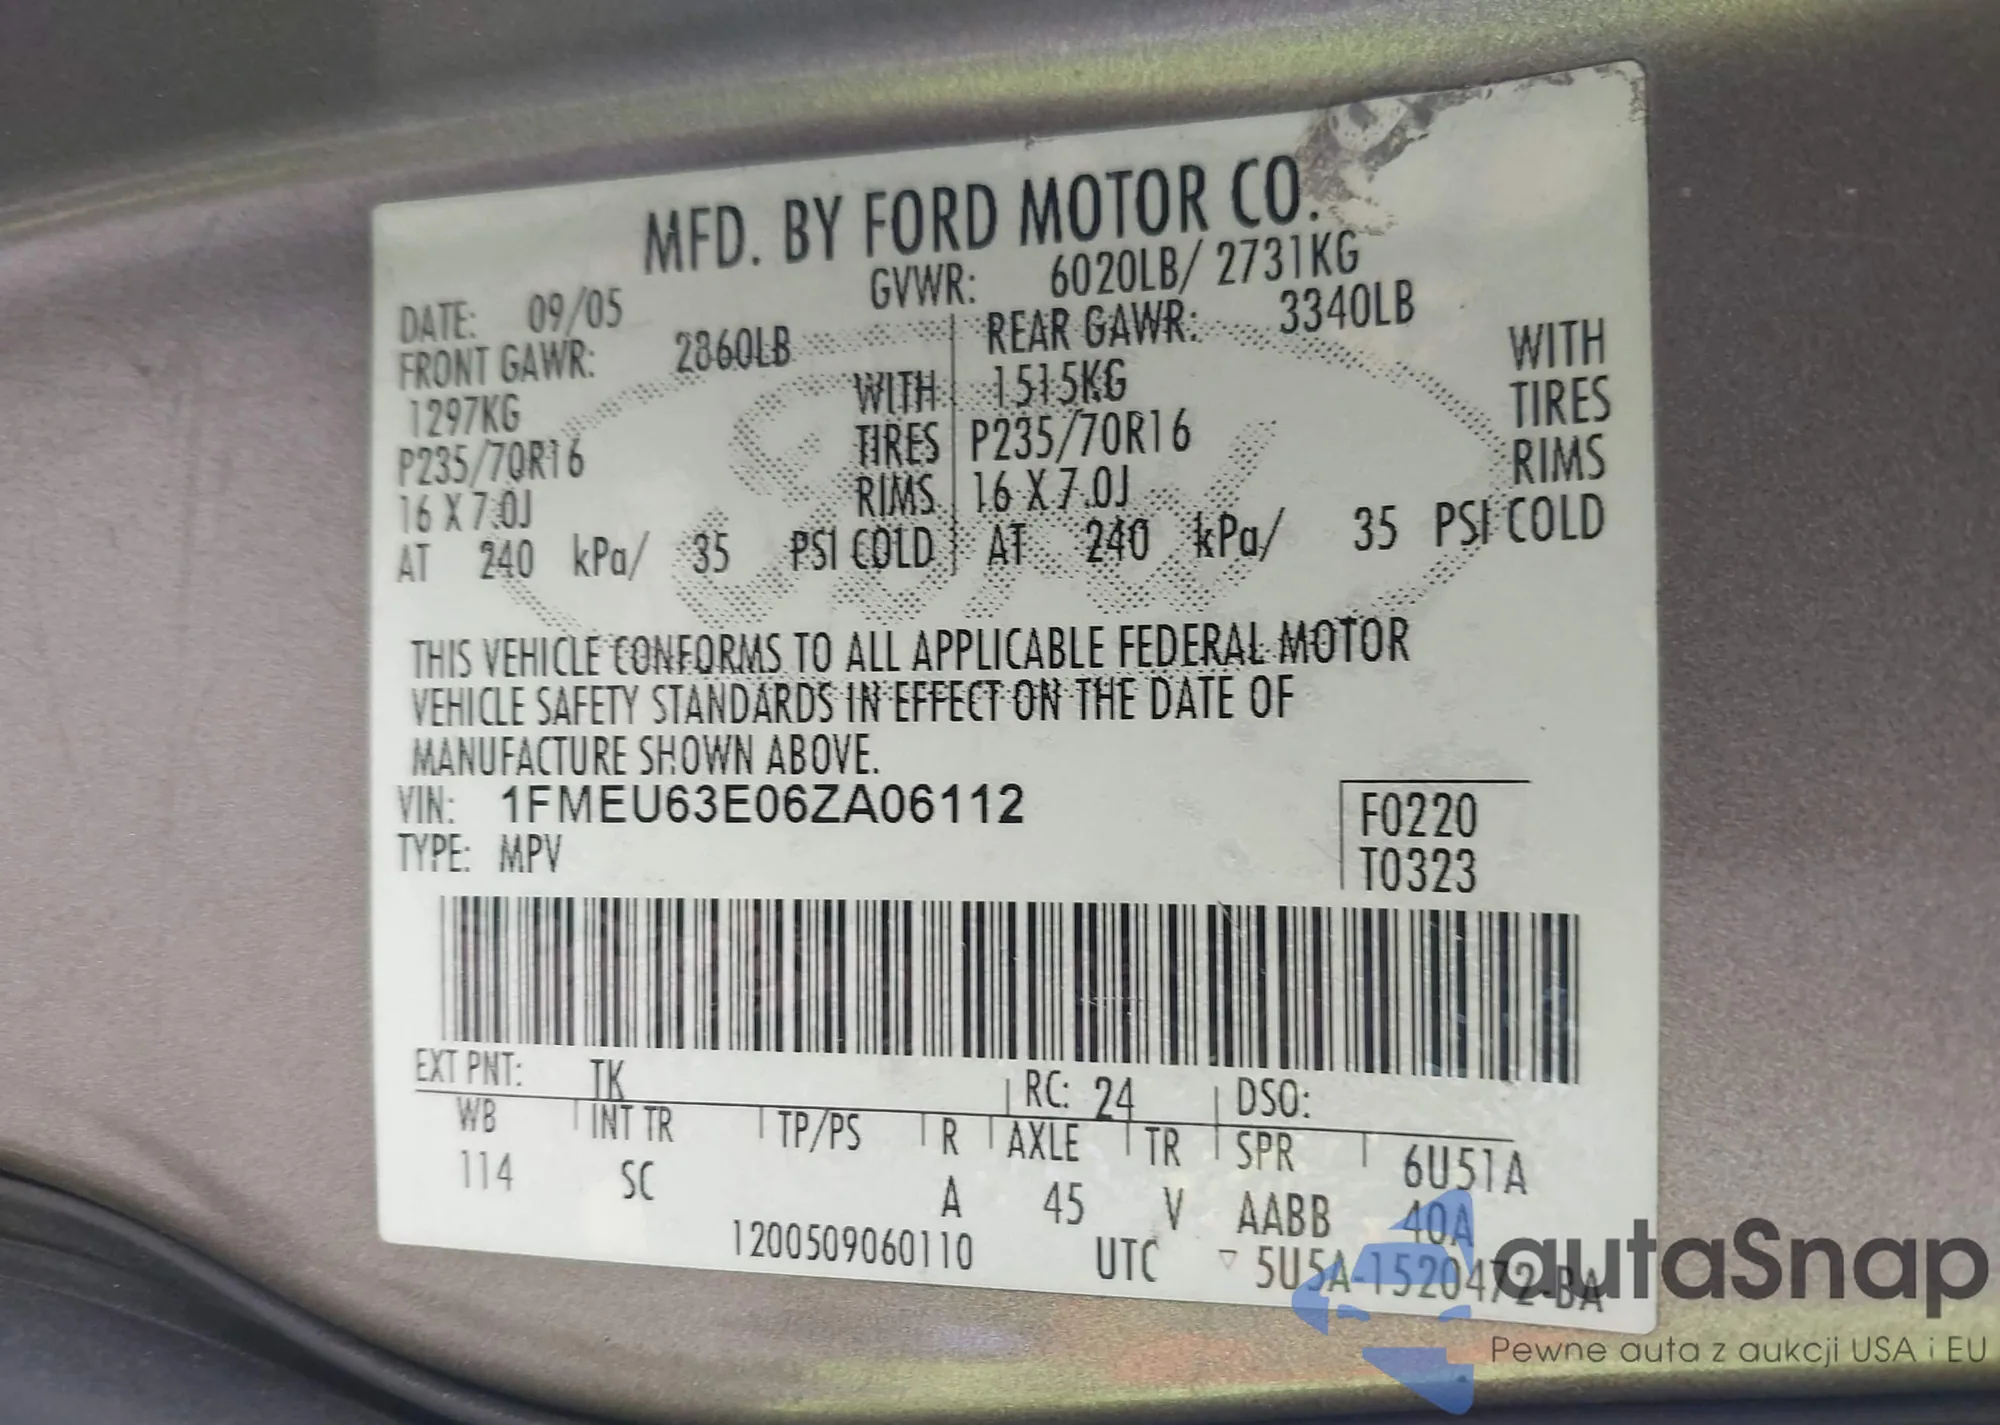 MFD. BY FORD MOTOR CO.
DATE: 09/05 GVWR: 6020LB/ 2731KG
FRONT GAWR: 2860LB REAR GAWR: 3340LB
1297KG WITH 1515KG WITH
P235/70R16 TIRES P235/70R16 TIRES
16 X 7.0J RIMS 16 X 7.0J RIMS
AT 240 kPa/ 35 PSI COLD AT 240 kPa/ 35 PSI COLD
THIS VEHICLE CONFORMS TO ALL APPLICABLE FEDERAL MOTOR
VEHICLE SAFETY STANDARDS IN EFFECT ON THE DATE OF
MANUFACTURE SHOWN ABOVE.
VIN: 1FMEU63E06ZA06112 F0220
TYPE: MPV T0323
EXT PNT: TK RC: 24 DSO:
WB INT TR TP/PS R AXLE TR SPR 6U51A
114 SC A 45 V AABB 40A
1200509060110 UTC ▽ 5U5A-1520472-BA
autaSnap
Pewne auta z aukcji USA i EU